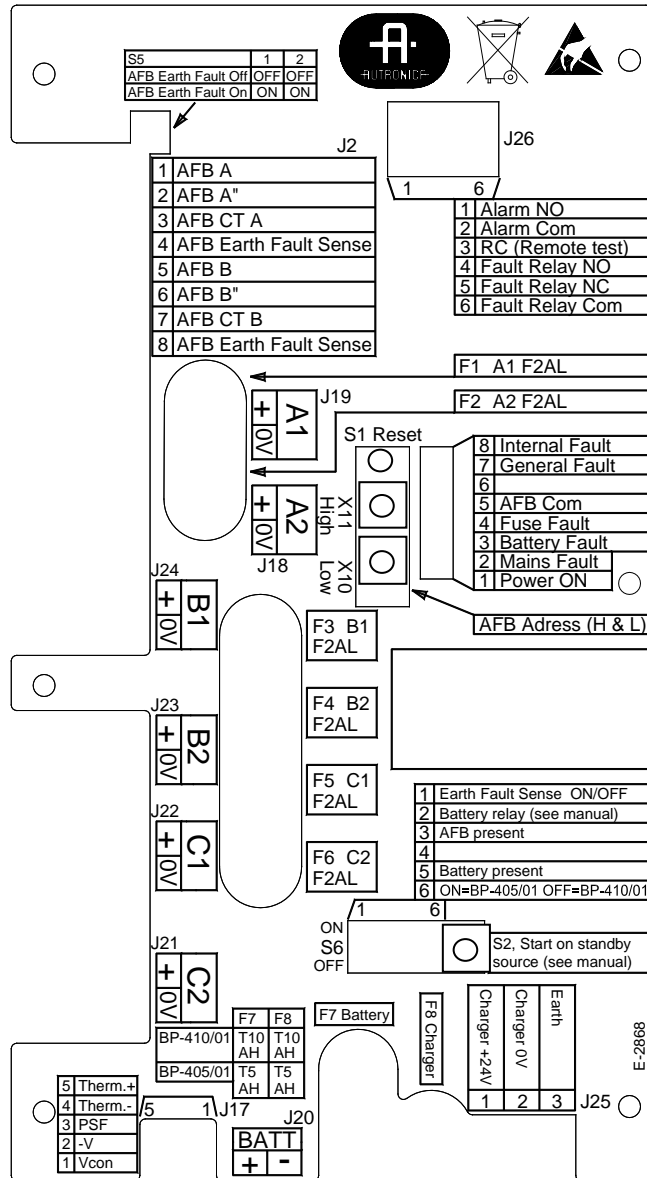 AUTRONICA
S5 1 2
AFB Earth Fault Off OFF OFF
AFB Earth Fault On ON ON
J2
1 AFB A
2 AFB A"
3 AFB CT A
4 AFB Earth Fault Sense
5 AFB B
6 AFB B"
7 AFB CT B
8 AFB Earth Fault Sense
J26
1 6
1 Alarm NO
2 Alarm Com
3 RC (Remote test)
4 Fault Relay NO
5 Fault Relay NC
6 Fault Relay Com
F1 A1 F2AL
F2 A2 F2AL
J19
A1
+ 0V
A2
+ 0V
J18
S1 Reset
X11
High
X10
Low
8 Internal Fault
7 General Fault
6
5 AFB Com
4 Fuse Fault
3 Battery Fault
2 Mains Fault
1 Power ON
AFB Adress (H & L)
J24
B1
+ 0V
J23
B2
+ 0V
J22
C1
+ 0V
J21
C2
+ 0V
F3 B1
F2AL
F4 B2
F2AL
F5 C1
F2AL
F6 C2
F2AL
1 Earth Fault Sense ON/OFF
2 Battery relay (see manual)
3 AFB present
4
5 Battery present
6 ON=BP-405/01 OFF=BP-410/01
1 6
ON
S6
OFF
S2, Start on standby
source (see manual)
F7 F8
BP-410/01 T10 AH T10 AH
BP-405/01 T5 AH T5 AH
F7 Battery
F8 Charger
Charger +24V
Charger 0V
Earth
1 2 3 J25
E-2868
5 Therm.+
4 Therm.-
3 PSF
2 -V
1 Vcon
5 1 J17
J20
BATT
+ -